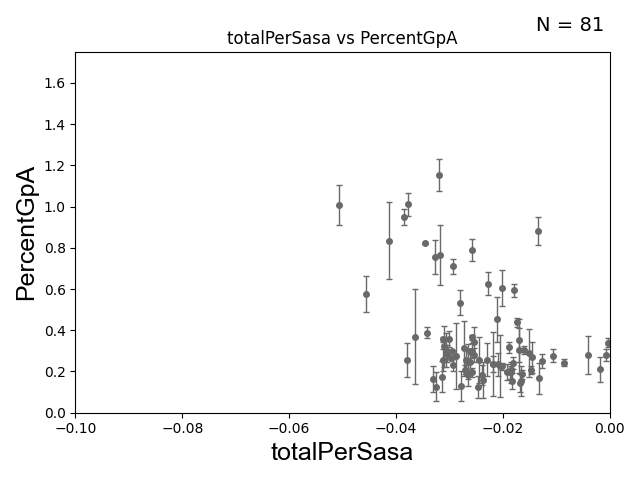 N = 81
totalPerSasa vs PercentGpA
PercentGpA
1.6
1.4
1.2
1.0
0.8
0.6
0.4
0.2
0.0
−0.10 −0.08 −0.06 −0.04 −0.02 0.00
totalPerSasa